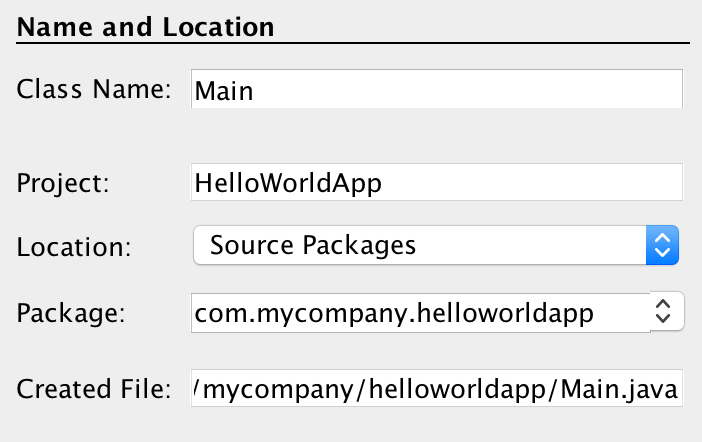 Name and Location
Class Name: Main
Project: HelloWorldApp
Location: Source Packages
Package: com.mycompany.helloworldapp
Created File: /mycompany/helloworldapp/Main.java